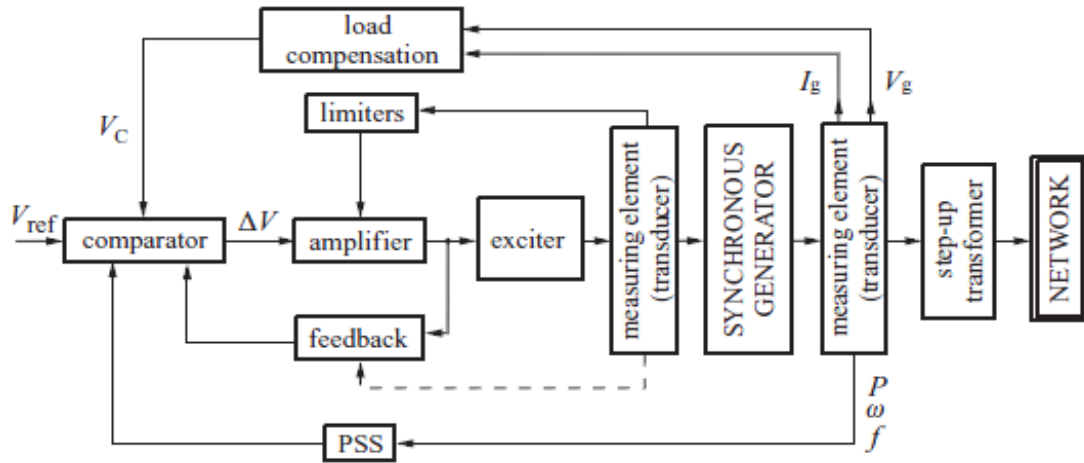 load
compensation
I_g
V_g
limiters
V_C
V_ref
comparator
ΔV
amplifier
exciter
measuring element
(transducer)
SYNCHRONOUS
GENERATOR
measuring element
(transducer)
step-up
transformer
NETWORK
feedback
P
ω
f
PSS